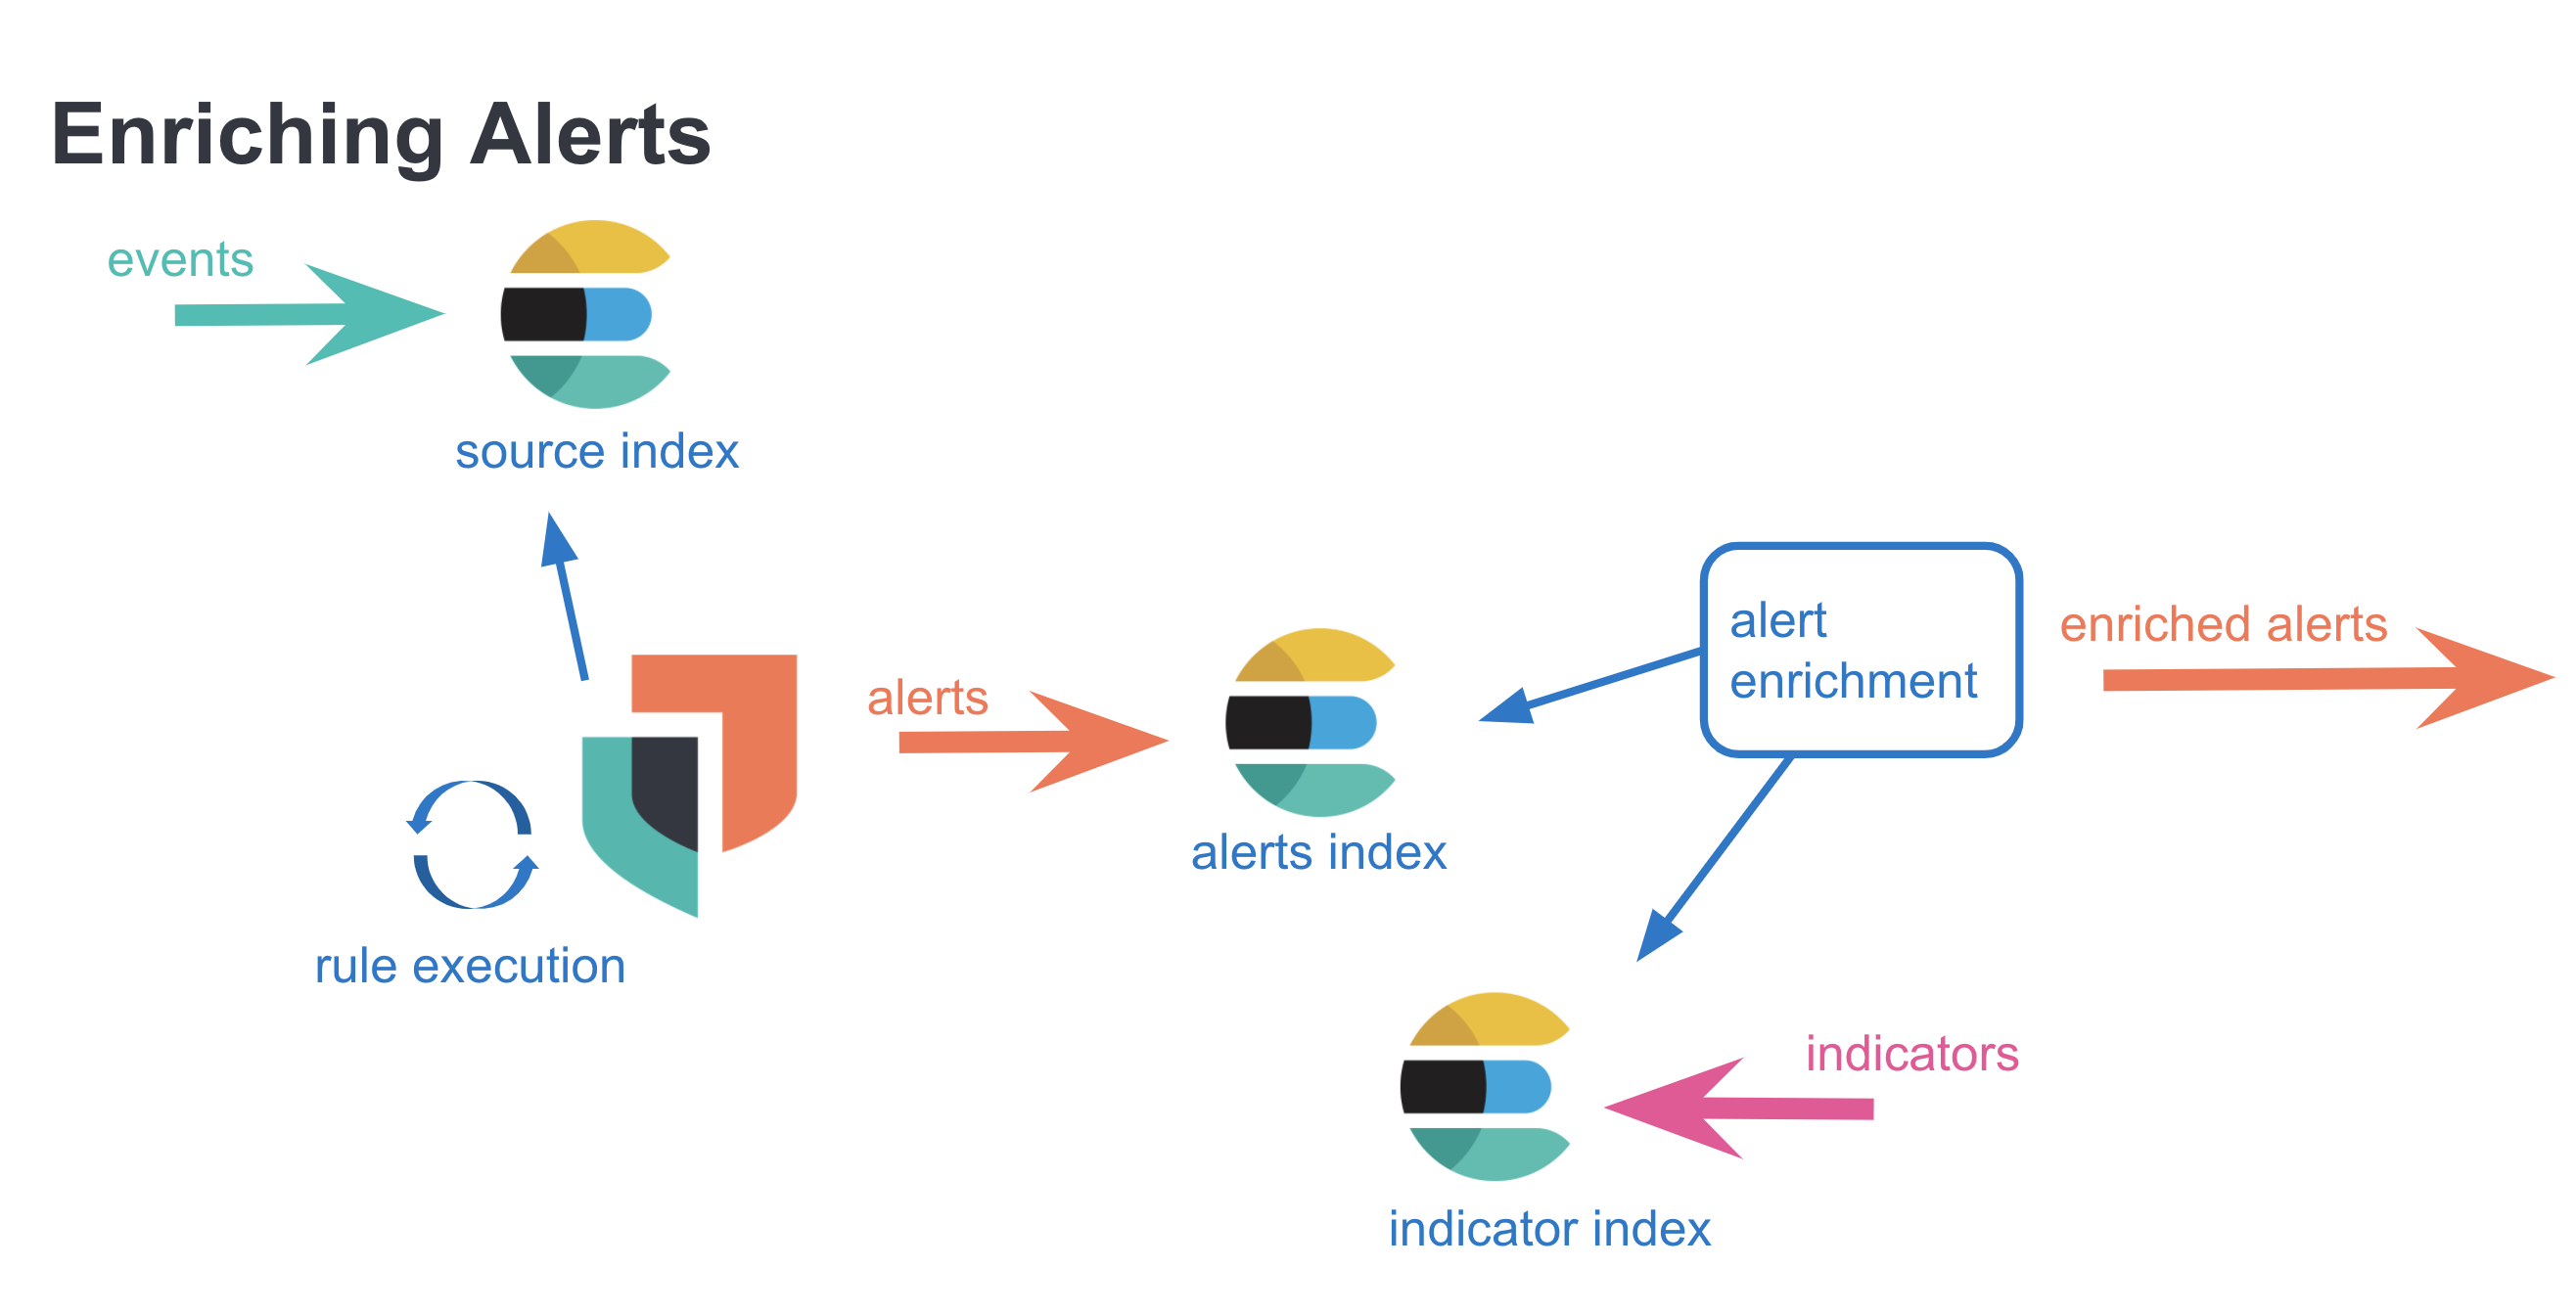 Enriching Alerts
events
source index
alerts
rule execution
alerts index
alert
enrichment
enriched alerts
indicators
indicator index